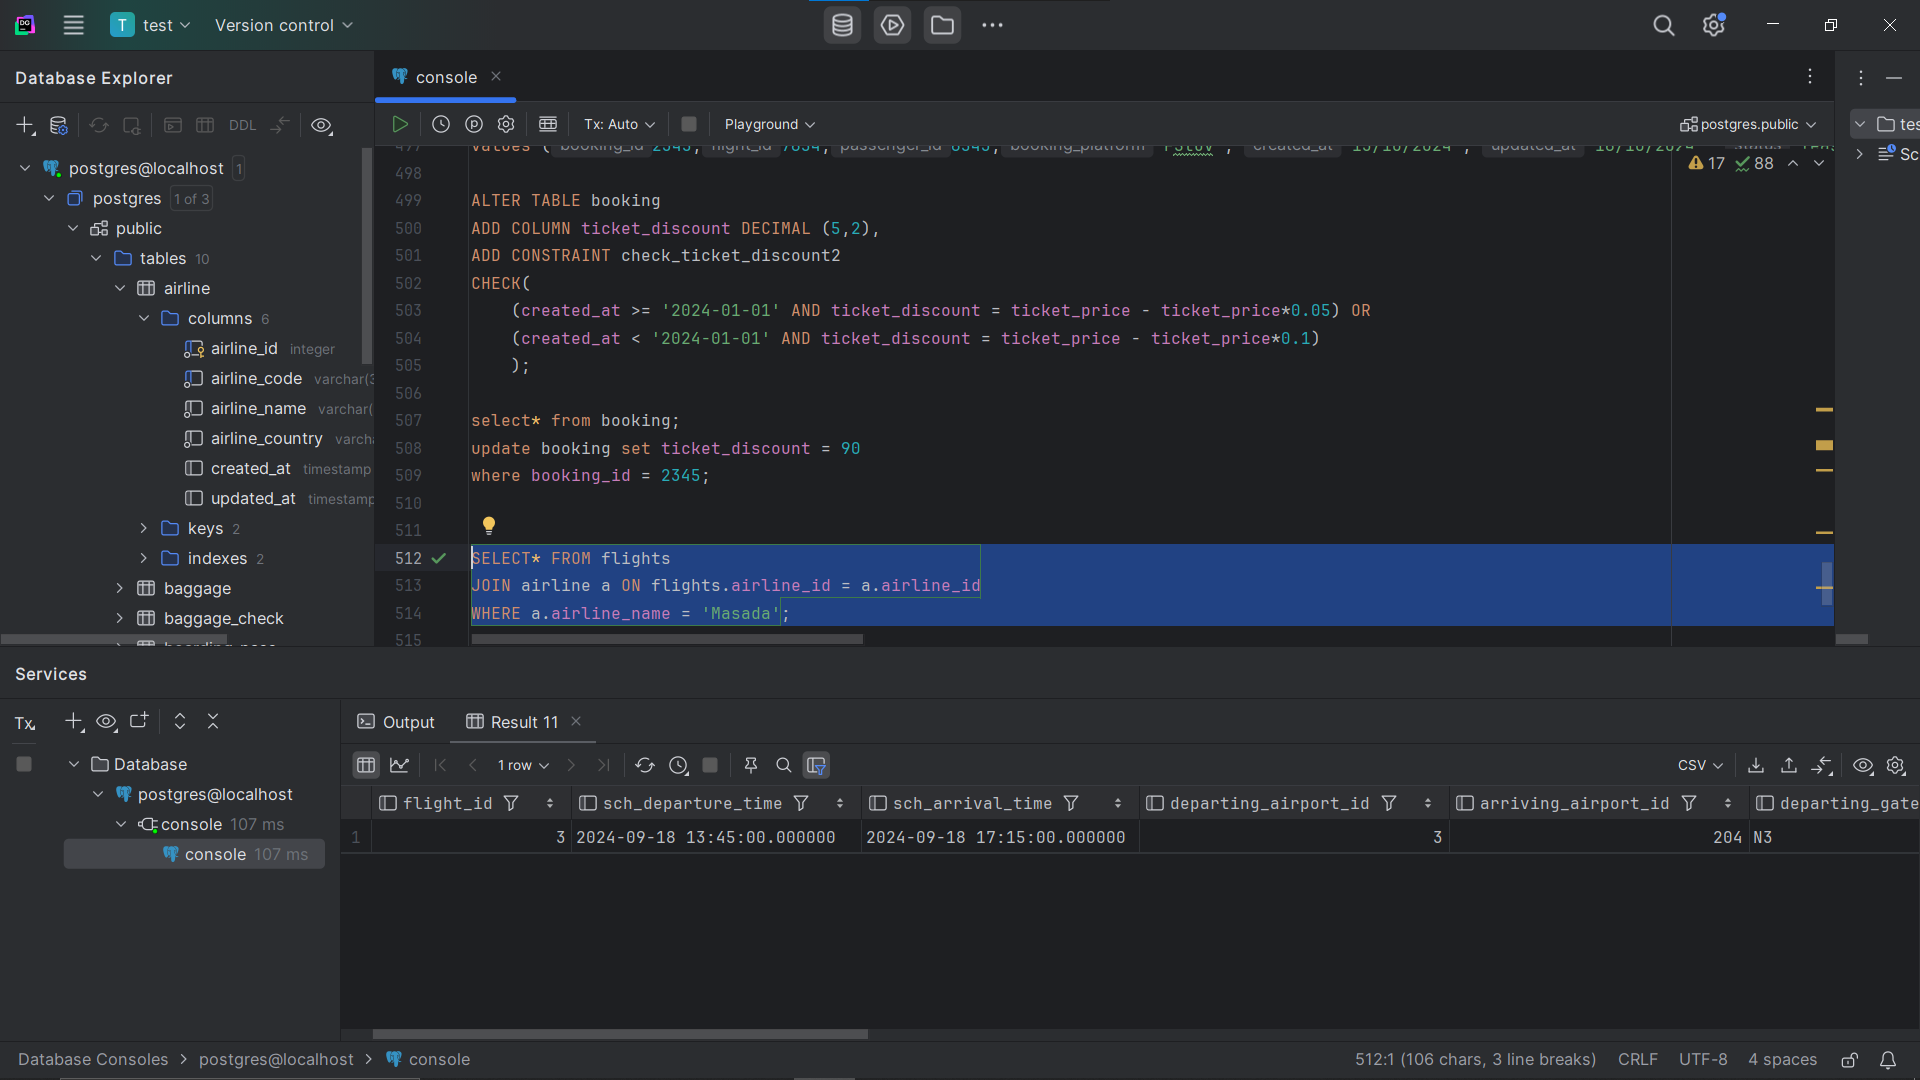 T test Version control
Database Explorer
console
DDL
Tx: Auto
Playground
postgres.public
tes
postgres@localhost 1
postgres 1 of 3
public
tables 10
airline
columns 6
airline_id integer
airline_code varchar(3
airline_name varchar(
airline_country varcha
created_at timestamp
updated_at timestamp
keys 2
indexes 2
baggage
baggage_check
17 88
Sc
498
499 ALTER TABLE booking
500 ADD COLUMN ticket_discount DECIMAL (5,2),
501 ADD CONSTRAINT check_ticket_discount2
502 CHECK(
503 (created_at >= '2024-01-01' AND ticket_discount = ticket_price - ticket_price*0.05) OR
504 (created_at < '2024-01-01' AND ticket_discount = ticket_price - ticket_price*0.1)
505 );
506
507 select* from booking;
508 update booking set ticket_discount = 90
509 where booking_id = 2345;
510
511
512 SELECT* FROM flights
513 JOIN airline a ON flights.airline_id = a.airline_id
514 WHERE a.airline_name = 'Masada';
515
Services
Tx
Database
postgres@localhost
console 107 ms
console 107 ms
Output Result 11
1 row
CSV
flight_id sch_departure_time sch_arrival_time departing_airport_id arriving_airport_id departing_gate
1 3 2024-09-18 13:45:00.000000 2024-09-18 17:15:00.000000 3 204 N3
Database Consoles > postgres@localhost > console
512:1 (106 chars, 3 line breaks) CRLF UTF-8 4 spaces